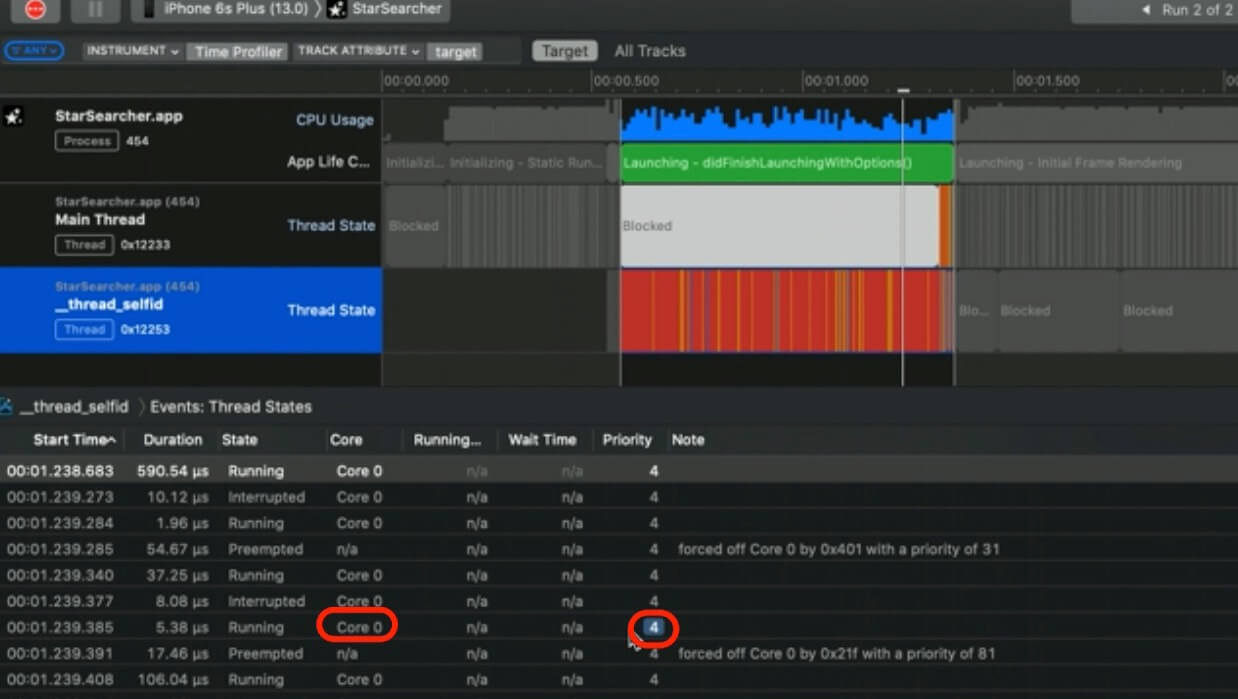 iPhone 6s Plus (13.0) 〉 StarSearcher
Run 2 of 2
ANY INSTRUMENT Time Profiler TRACK ATTRIBUTE target Target All Tracks
00:00.000 00:00.500 00:01.000 00:01.500
StarSearcher.app
Process 454
CPU Usage
App Life C...
Initializi... Initializing - Static Run... Launching - didFinishLaunchingWithOptions() Launching - Initial Frame Rendering
StarSearcher.app (454)
Main Thread
Thread 0x12233
Thread State
Blocked Blocked
StarSearcher.app (454)
__thread_selfid
Thread 0x12253
Thread State
Blo... Blocked Blocked
__thread_selfid 〉 Events: Thread States
Start Time Duration State Core Running... Wait Time Priority Note
00:01.238.683 590.54 µs Running Core 0 n/a n/a 4
00:01.239.273 10.12 µs Interrupted Core 0 n/a n/a 4
00:01.239.284 1.96 µs Running Core 0 n/a n/a 4
00:01.239.285 54.67 µs Preempted n/a n/a n/a 4 forced off Core 0 by 0x401 with a priority of 31
00:01.239.340 37.25 µs Running Core 0 n/a n/a 4
00:01.239.377 8.08 µs Interrupted Core 0 n/a n/a 4
00:01.239.385 5.38 µs Running Core 0 n/a n/a 4
00:01.239.391 17.46 µs Preempted n/a n/a n/a 4 forced off Core 0 by 0x21f with a priority of 81
00:01.239.408 106.04 µs Running Core 0 n/a n/a 4